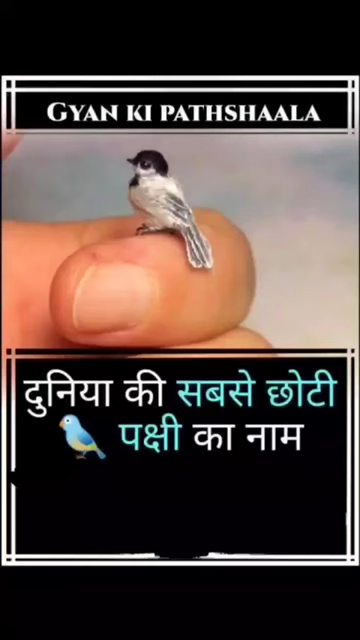 GYAN KI PATHSHAALA
दुनिया की सबसे छोटी
पक्षी का नाम